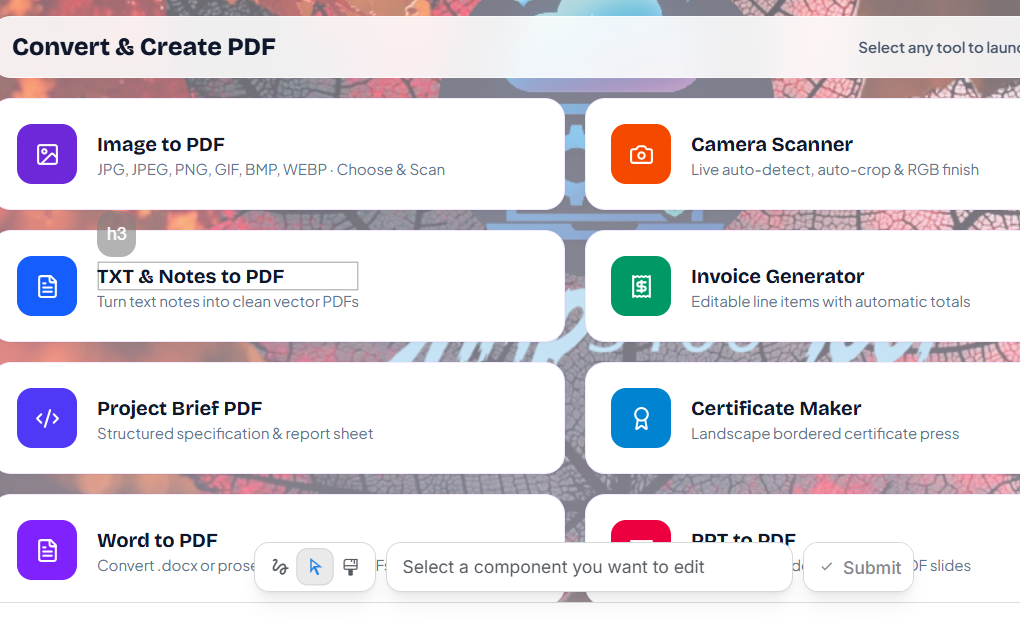 Convert & Create PDF
Select any tool to
Image to PDF
JPG, JPEG, PNG, GIF, BMP, WEBP · Choose & Scan
Camera Scanner
Live auto-detect, auto-crop & RGB finish
h3
TXT & Notes to PDF
Turn text notes into clean vector PDFs
Invoice Generator
Editable line items with automatic totals
Project Brief PDF
Structured specification & report sheet
Certificate Maker
Landscape bordered certificate press
Word to PDF
Convert .docx or
PPT to PDF
slides
Select a component you want to edit
Submit